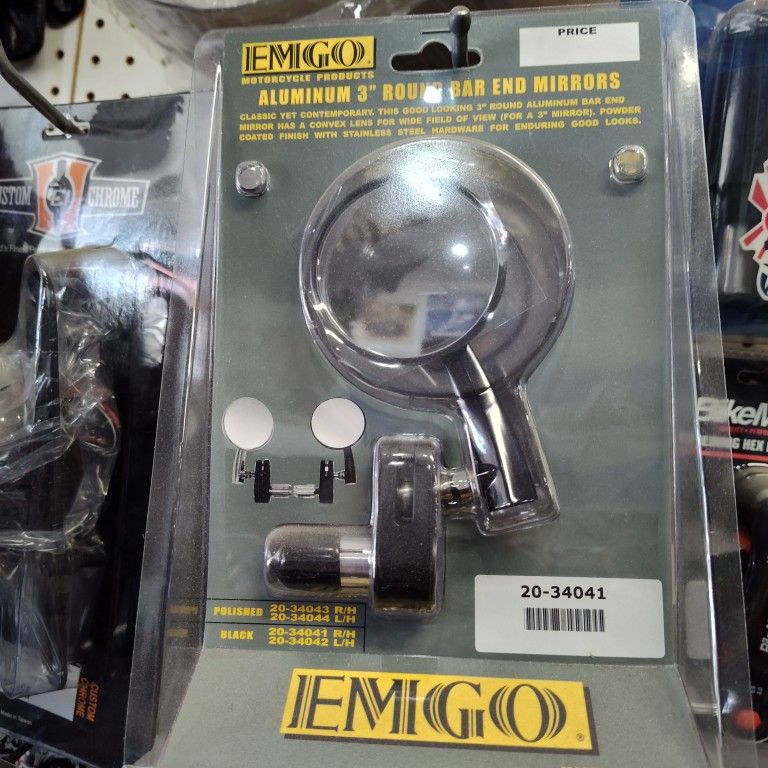 EMGO.
MOTORCYCLE PRODUCTS
PRICE
ALUMINUM 3" ROUND BAR END MIRRORS
CLASSIC YET CONTEMPORARY. THIS GOOD LOOKING 3" ROUND ALUMINUM BAR END
MIRROR HAS A CONVEX LENS FOR WIDE FIELD OF VIEW (FOR A 3" MIRROR). POWDER
COATED FINISH WITH STAINLESS STEEL HARDWARE FOR ENDURING GOOD LOOKS.
CHROME
20-34041
POLISHED 20-34043 R/H
20-34044 L/H
BLACK 20-34041 R/H
20-34042 L/H
EMGO.
CUSTOM
CHROME
HEX